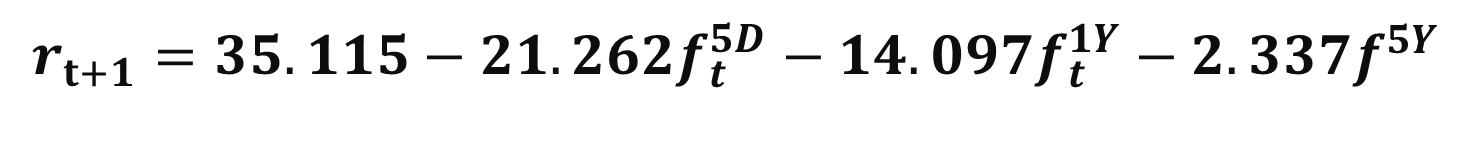 r_{t+1} = 35.115 − 21.262f_t^{5D} − 14.097f_t^{1Y} − 2.337f^{5Y}